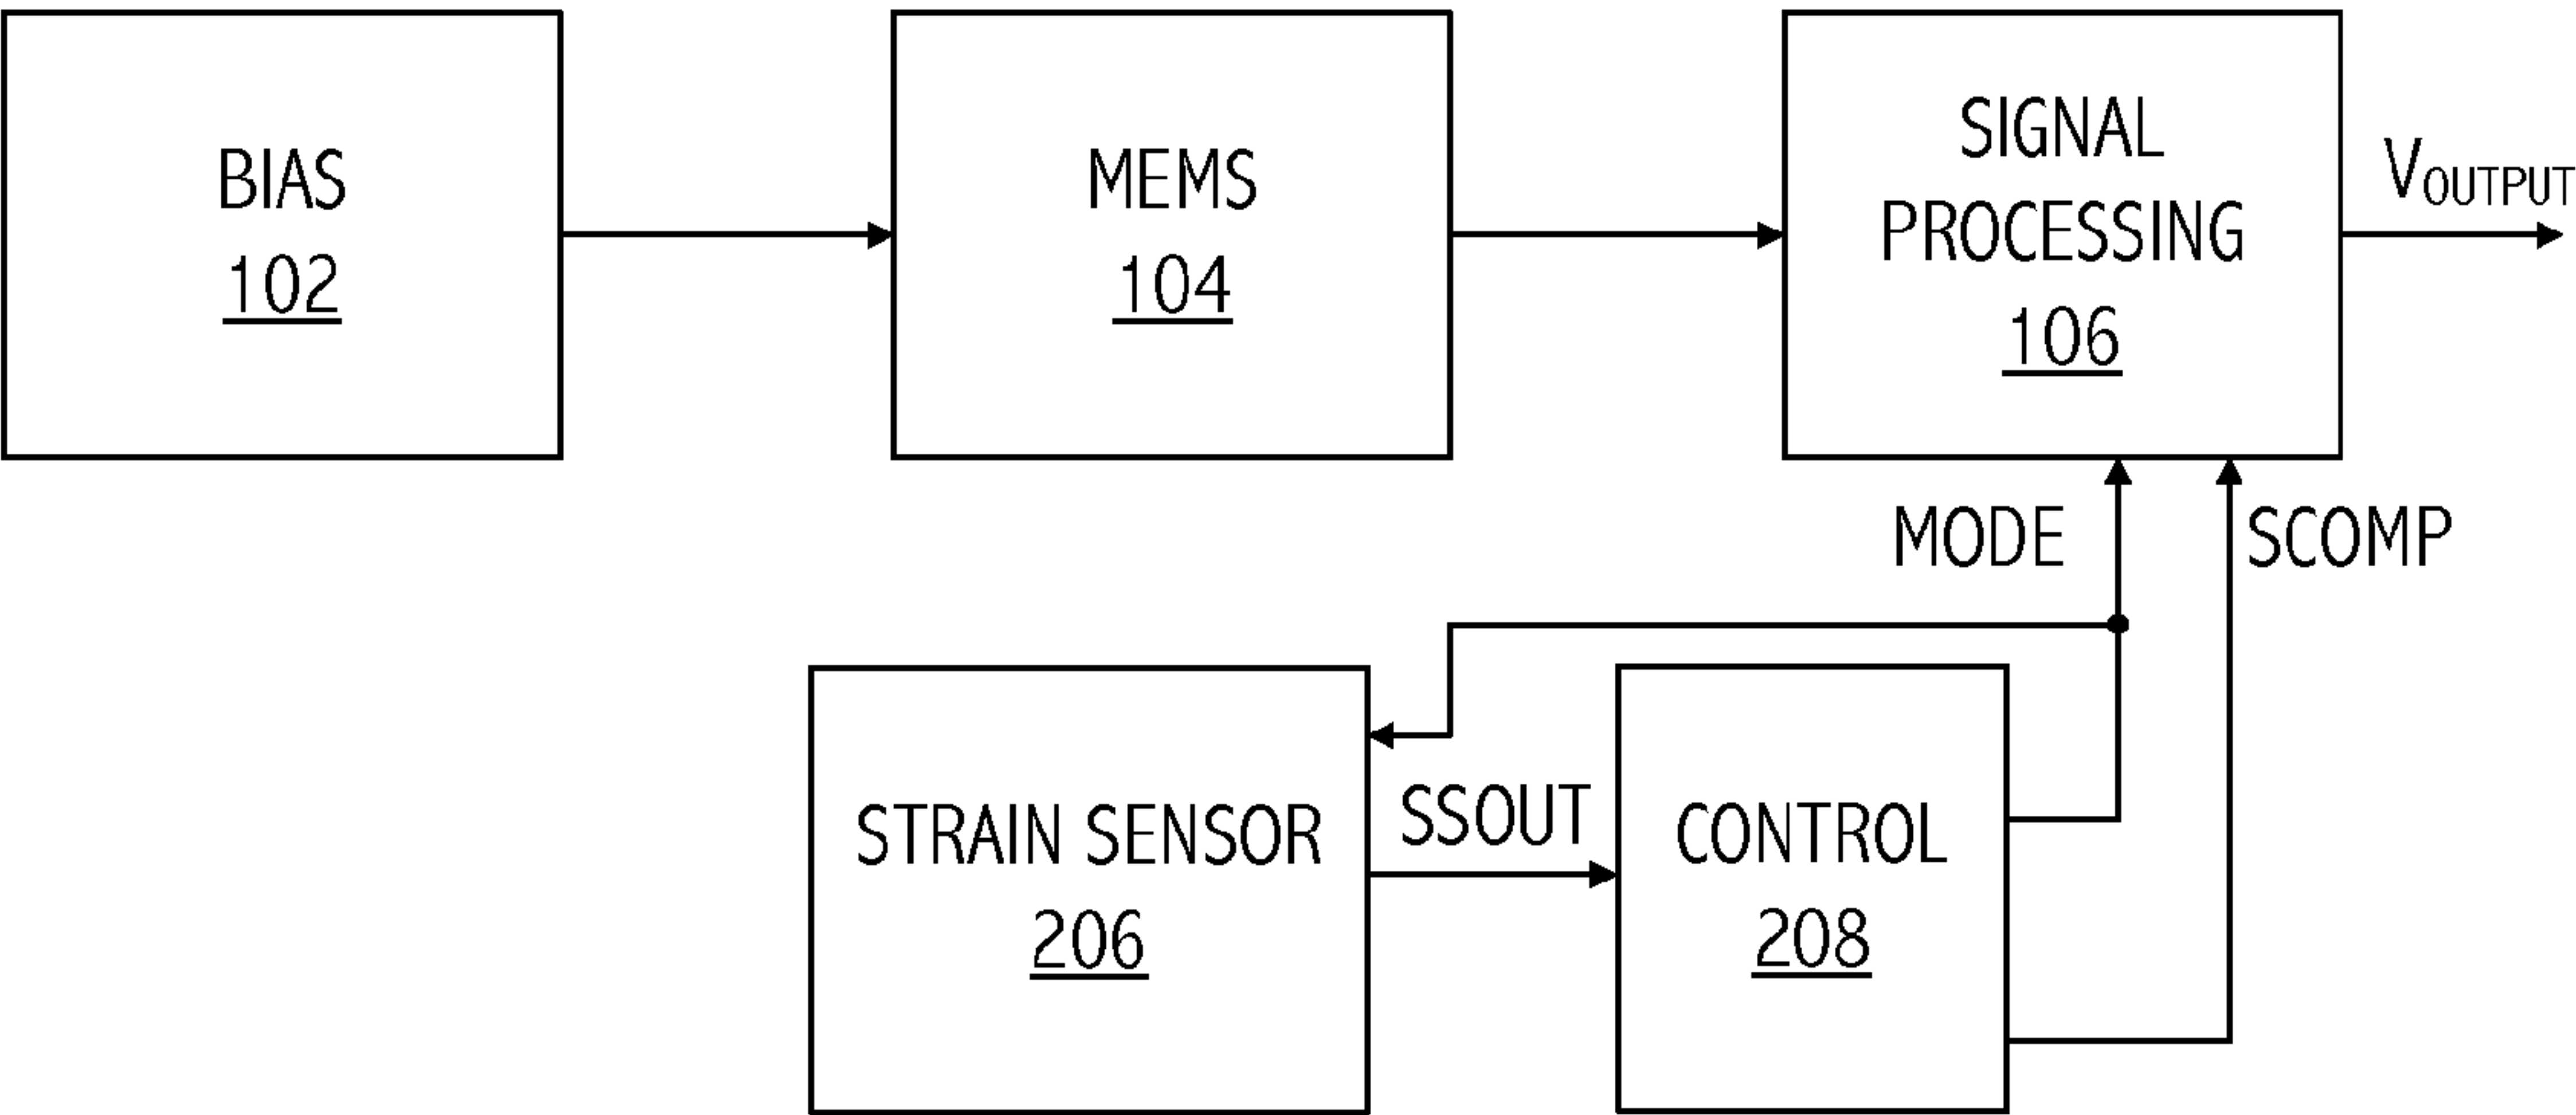 BIAS
102
MEMS
104
SIGNAL
PROCESSING
106
VOUTPUT
MODE
SCOMP
STRAIN SENSOR
206
SSOUT
CONTROL
208